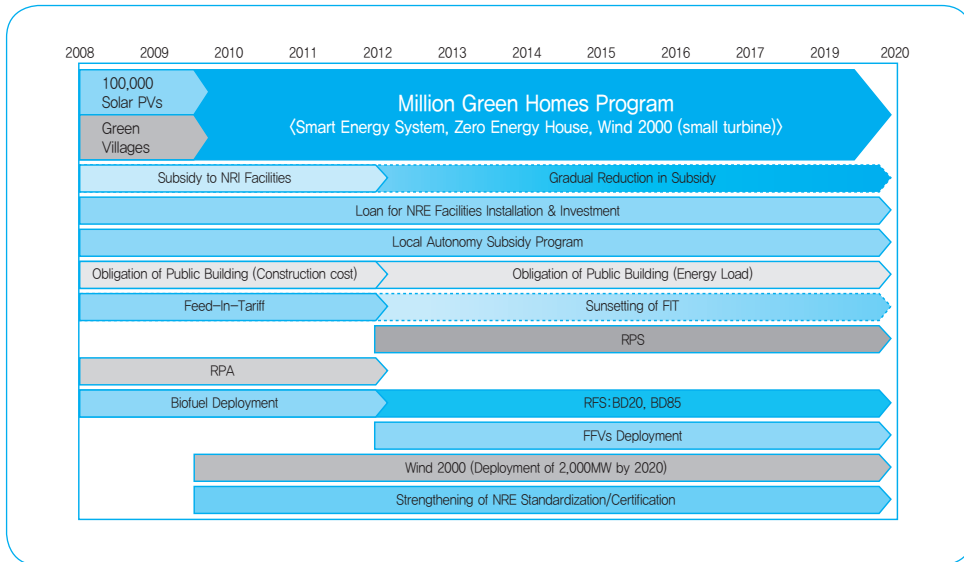 2008 2009 2010 2011 2012 2013 2014 2015 2016 2017 2019 2020
100,000
Solar PVs
Green
Villages
Million Green Homes Program
〈Smart Energy System, Zero Energy House, Wind 2000 (small turbine)〉
Subsidy to NRI Facilities Gradual Reduction in Subsidy
Loan for NRE Facilities Installation & Investment
Local Autonomy Subsidy Program
Obligation of Public Building (Construction cost) Obligation of Public Building (Energy Load)
Feed-In-Tariff Sunsetting of FIT
RPS
RPA
Biofuel Deployment RFS:BD20, BD85
FFVs Deployment
Wind 2000 (Deployment of 2,000MW by 2020)
Strengthening of NRE Standardization/Certification